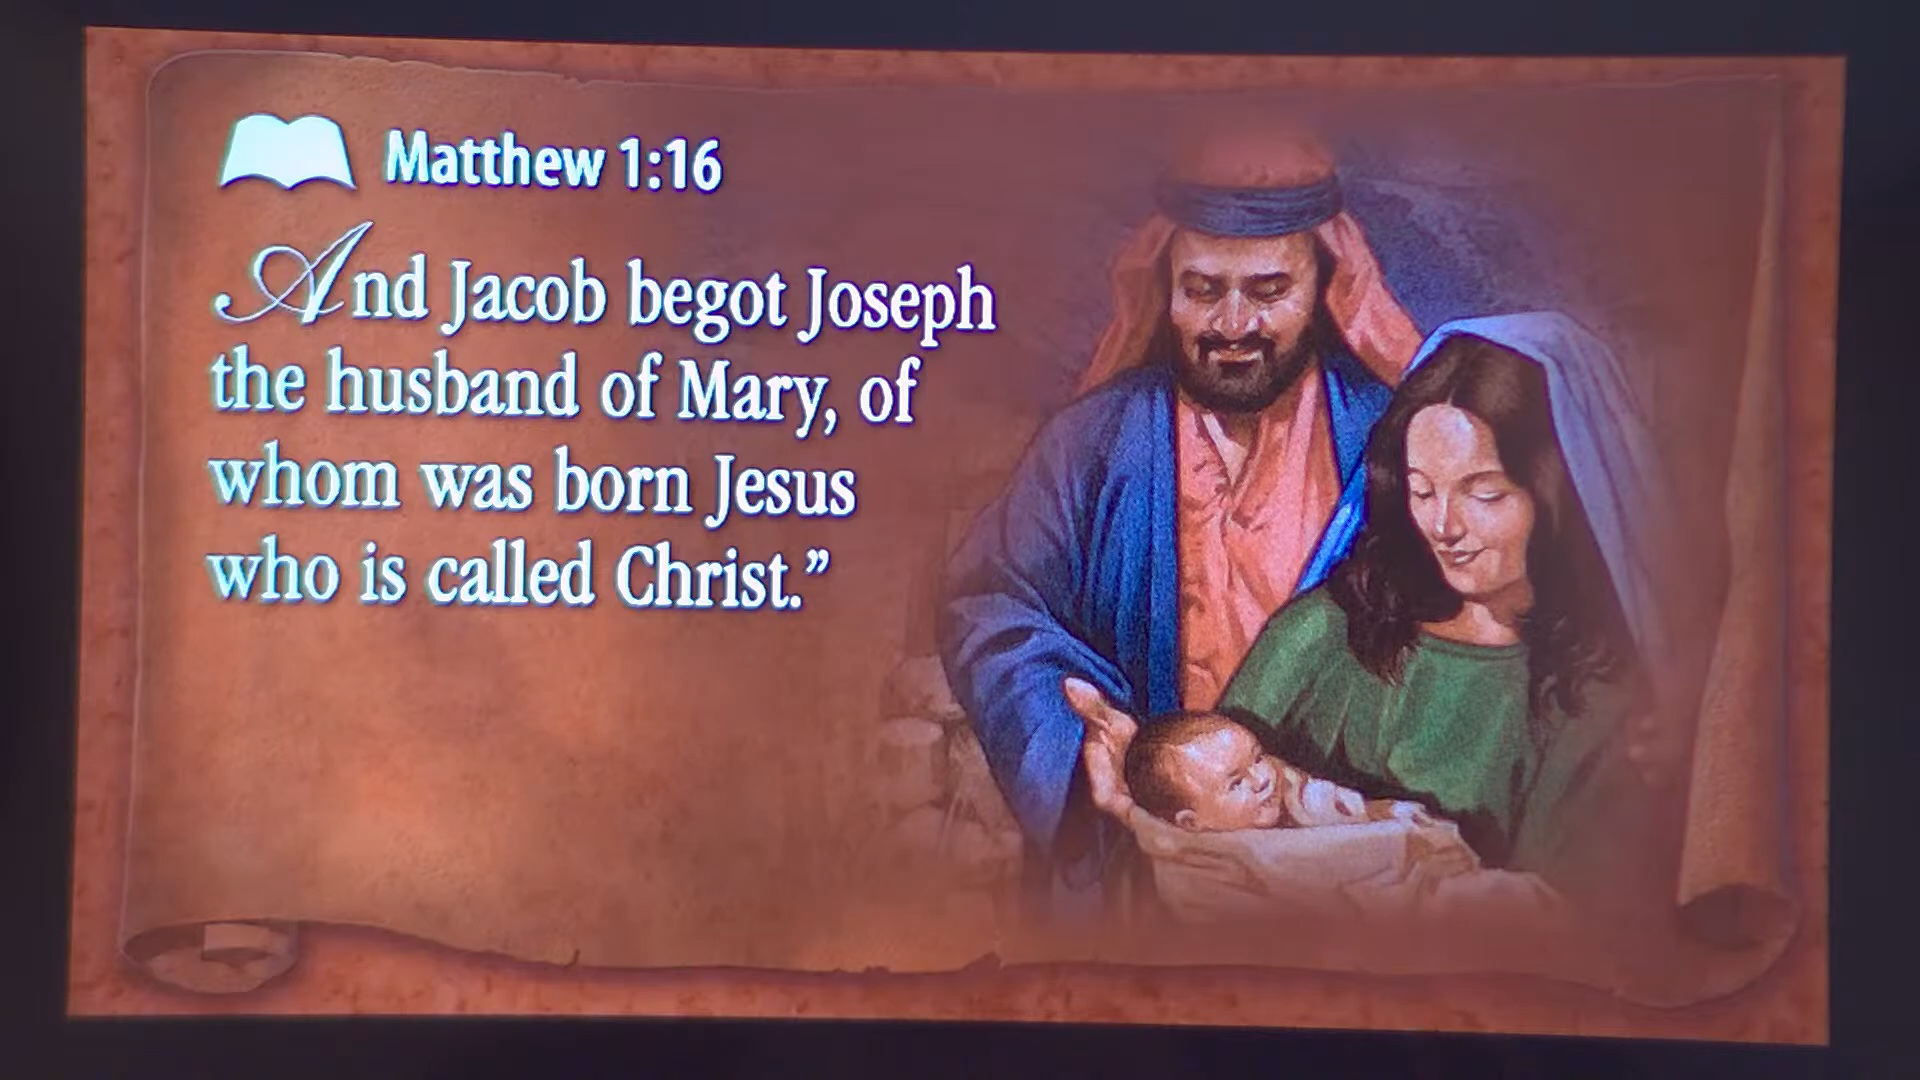 Matthew 1:16
And Jacob begot Joseph
the husband of Mary, of
whom was born Jesus
who is called Christ.”